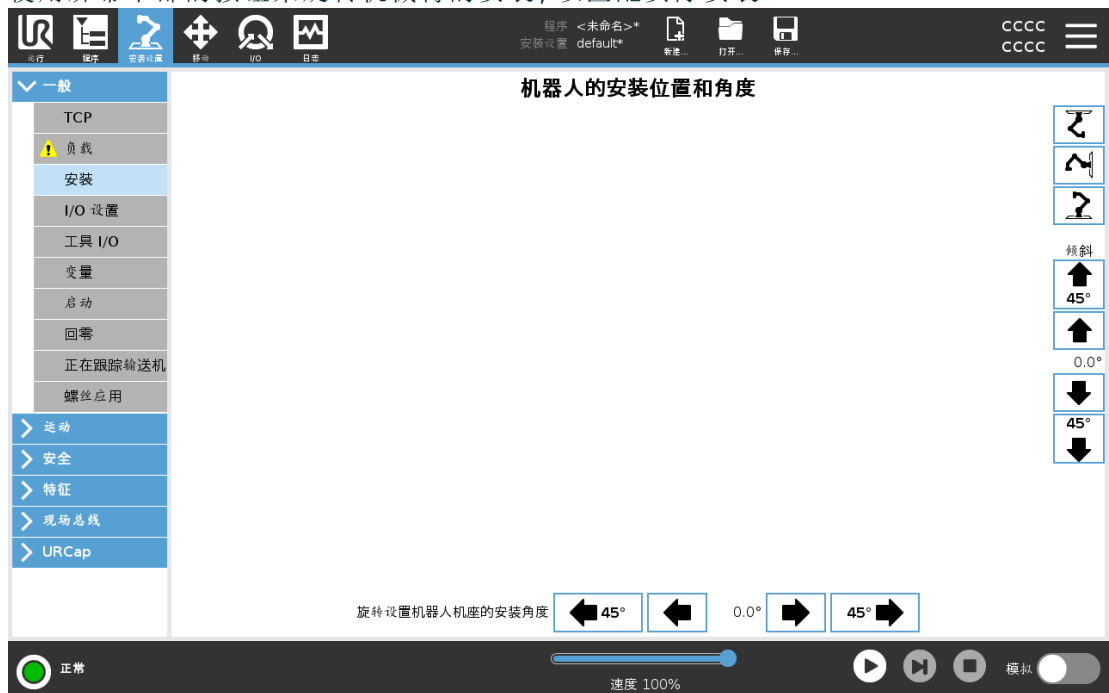 程序 <未命名>*
安装设置 default*
CCCC
CCCC
运行
程序
安装设置
移动
I/O
日志
新建...
打开...
保存...
一般
机器人的安装位置和角度
TCP
负载
安装
I/O 设置
工具 I/O
变量
启动
回零
正在跟踪输送机
螺丝应用
运动
安全
特征
现场总线
URCap
倾斜
45°
0.0°
45°
旋转设置机器人机座的安装角度 45° 0.0° 45°
正常
速度 100%
模拟